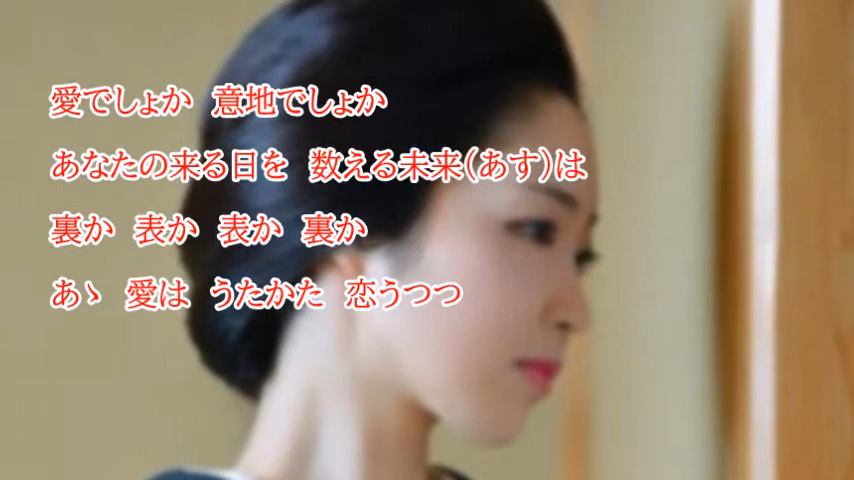 愛でしょか　意地でしょか
あなたの来る日を　数える未来(あす)は
裏か　表か　表か　裏か
あゝ　愛は　うたかた　恋うつつ